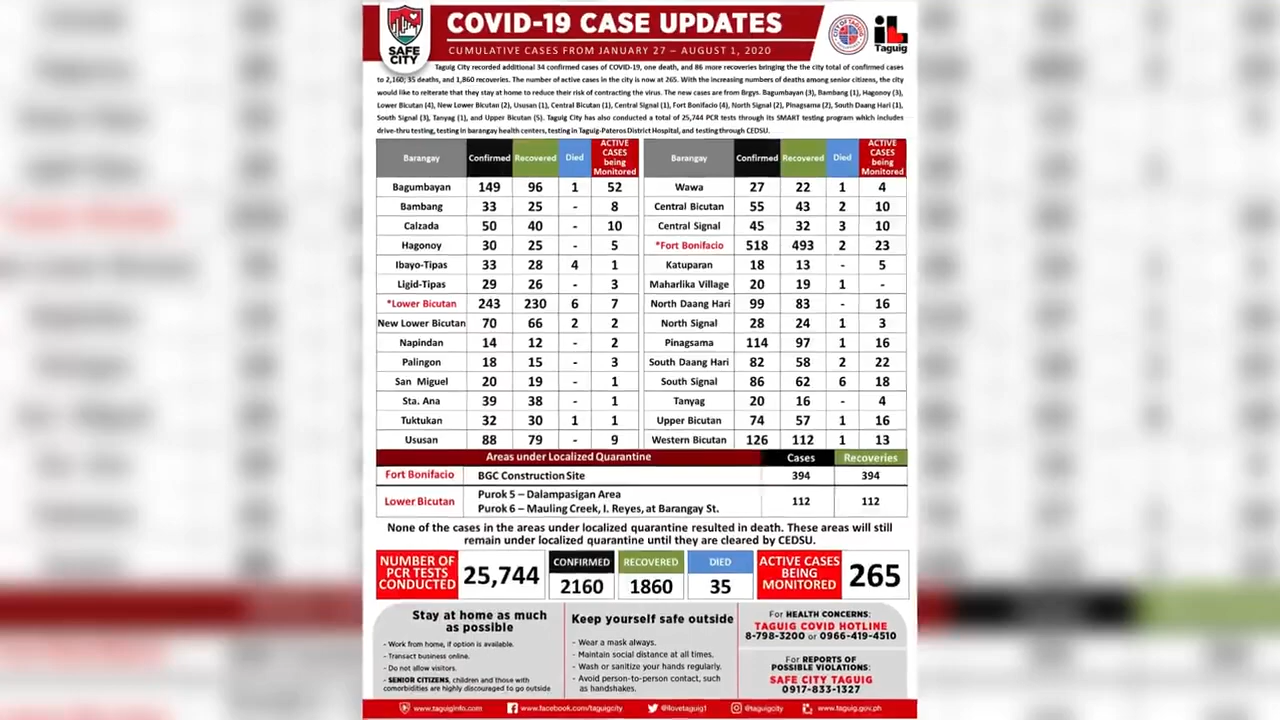 SAFE CITY
COVID-19 CASE UPDATES
CUMULATIVE CASES FROM JANUARY 27 – AUGUST 1, 2020
CITY OF TAGUIG
Taguig
Taguig City recorded additional 34 confirmed cases of COVID-19, one death, and 86 more recoveries bringing the the city total of confirmed cases
to 2,160, 35 deaths, and 1,860 recoveries. The number of active cases in the city is now at 265. With the increasing numbers of deaths among senior citizens, the city
would like to reiterate that they stay at home to reduce their risk of contracting the virus. The new cases are from Brgys. Bagumbayan (3), Bambang (1), Hagonoy (3),
Lower Bicutan (4), New Lower Bicutan (2), Ususan (1), Central Bicutan (1), Central Signal (1), Fort Bonifacio (4), North Signal (2), Pinagsama (2), South Daang Hari (1),
South Signal (3), Tanyag (1), and Upper Bicutan (5). Taguig City has also conducted a total of 25,744 PCR tests through its SMART testing program which includes
drive-thru testing, testing in barangay health centers, testing in Taguig-Pateros District Hospital, and testing through CEDSU.
Barangay Confirmed Recovered Died ACTIVE CASES being Monitored
Bagumbayan 149 96 1 52
Bambang 33 25 - 8
Calzada 50 40 - 10
Hagonoy 30 25 - 5
Ibayo-Tipas 33 28 4 1
Ligid-Tipas 29 26 - 3
*Lower Bicutan 243 230 6 7
New Lower Bicutan 70 66 2 2
Napindan 14 12 - 2
Palingon 18 15 - 3
San Miguel 20 19 - 1
Sta. Ana 39 38 - 1
Tuktukan 32 30 1 1
Ususan 88 79 - 9
Barangay Confirmed Recovered Died ACTIVE CASES being Monitored
Wawa 27 22 1 4
Central Bicutan 55 43 2 10
Central Signal 45 32 3 10
*Fort Bonifacio 518 493 2 23
Katuparan 18 13 - 5
Maharlika Village 20 19 1 -
North Daang Hari 99 83 - 16
North Signal 28 24 1 3
Pinagsama 114 97 1 16
South Daang Hari 82 58 2 22
South Signal 86 62 6 18
Tanyag 20 16 - 4
Upper Bicutan 74 57 1 16
Western Bicutan 126 112 1 13
Areas under Localized Quarantine Cases Recoveries
Fort Bonifacio BGC Construction Site 394 394
Lower Bicutan Purok 5 – Dalampasigan Area
Purok 6 – Mauling Creek, I. Reyes, at Barangay St. 112 112
None of the cases in the areas under localized quarantine resulted in death. These areas will still
remain under localized quarantine until they are cleared by CEDSU.
NUMBER OF PCR TESTS CONDUCTED 25,744
CONFIRMED 2160
RECOVERED 1860
DIED 35
ACTIVE CASES BEING MONITORED 265
Stay at home as much
as possible
- Work from home, if option is available.
- Transact business online.
- Do not allow visitors.
- SENIOR CITIZENS, children and those with
comorbidities are highly discouraged to go outside
Keep yourself safe outside
- Wear a mask always.
- Maintain social distance at all times.
- Wash or sanitize your hands regularly.
- Avoid person-to-person contact, such
as handshakes.
For HEALTH CONCERNS:
TAGUIG COVID HOTLINE
8-798-3200 or 0966-419-4510
For REPORTS OF
POSSIBLE VIOLATIONS:
SAFE CITY TAGUIG
0917-833-1327
www.taguiginfo.com
www.facebook.com/taguigcity
@ilovetaguig1
@taguigcity
www.taguig.gov.ph